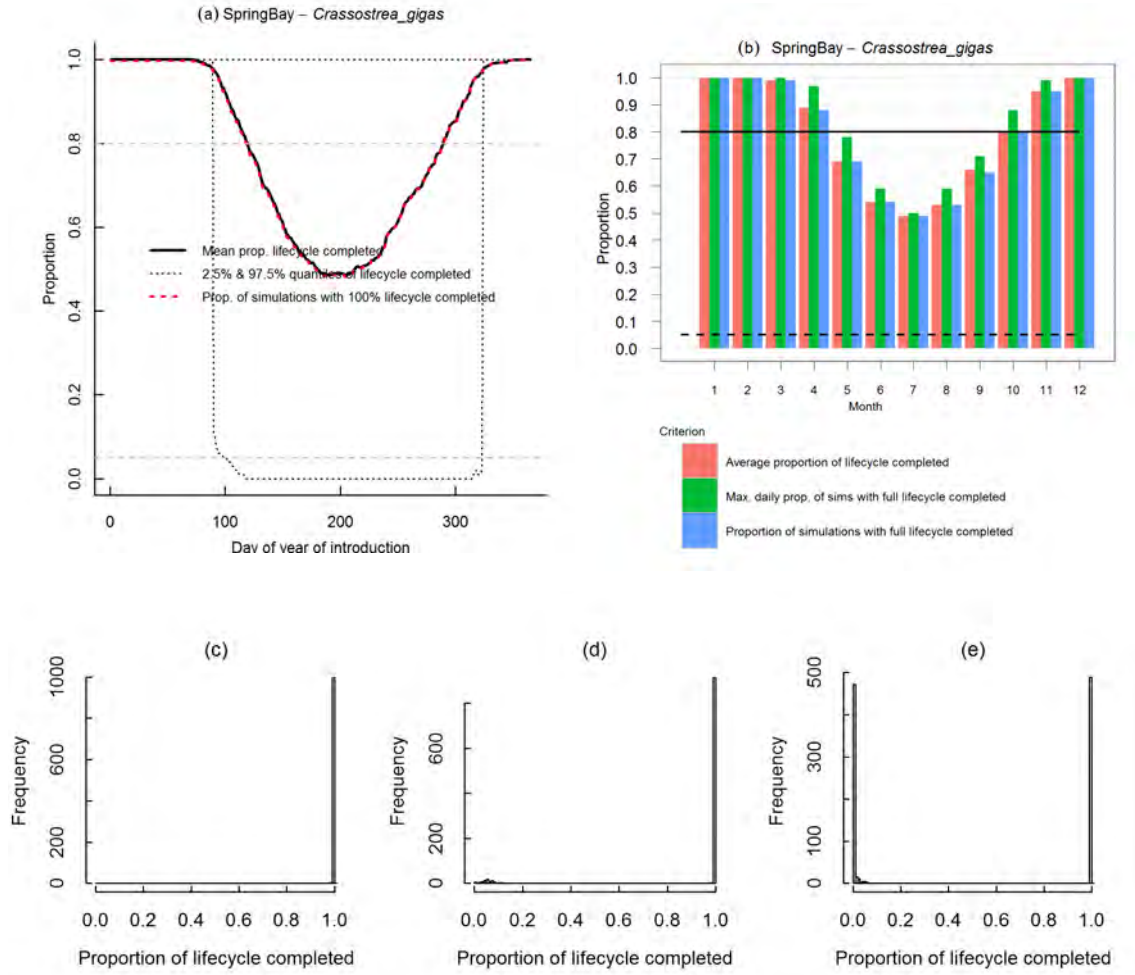 (a) SpringBay – Crassostrea_gigas
1.0
0.8
0.6
0.4
0.2
0.0
Proportion
Mean prop. lifecycle completed
2.5% & 97.5% quantiles of lifecycle completed
Prop. of simulations with 100% lifecycle completed
0 100 200 300
Day of year of introduction
(b) SpringBay – Crassostrea_gigas
1.0
0.9
0.8
0.7
0.6
0.5
0.4
0.3
0.2
0.1
0.0
Proportion
1 2 3 4 5 6 7 8 9 10 11 12
Month
Criterion
Average proportion of lifecycle completed
Max. daily prop. of sims with full lifecycle completed
Proportion of simulations with full lifecycle completed
(c)
1000
600
200
0
Frequency
0.0 0.2 0.4 0.6 0.8 1.0
Proportion of lifecycle completed
(d)
600
200
0
Frequency
0.0 0.2 0.4 0.6 0.8 1.0
Proportion of lifecycle completed
(e)
500
300
100
0
Frequency
0.0 0.2 0.4 0.6 0.8 1.0
Proportion of lifecycle completed